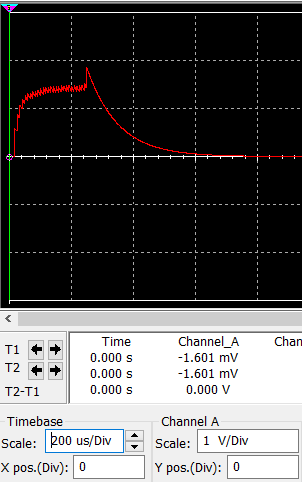 Time Channel_A Chan
T1 0.000 s -1.601 mV
T2 0.000 s -1.601 mV
T2-T1 0.000 s 0.000 V
Timebase Channel A
Scale: 200 us/Div Scale: 1 V/Div
X pos.(Div): 0 Y pos.(Div): 0